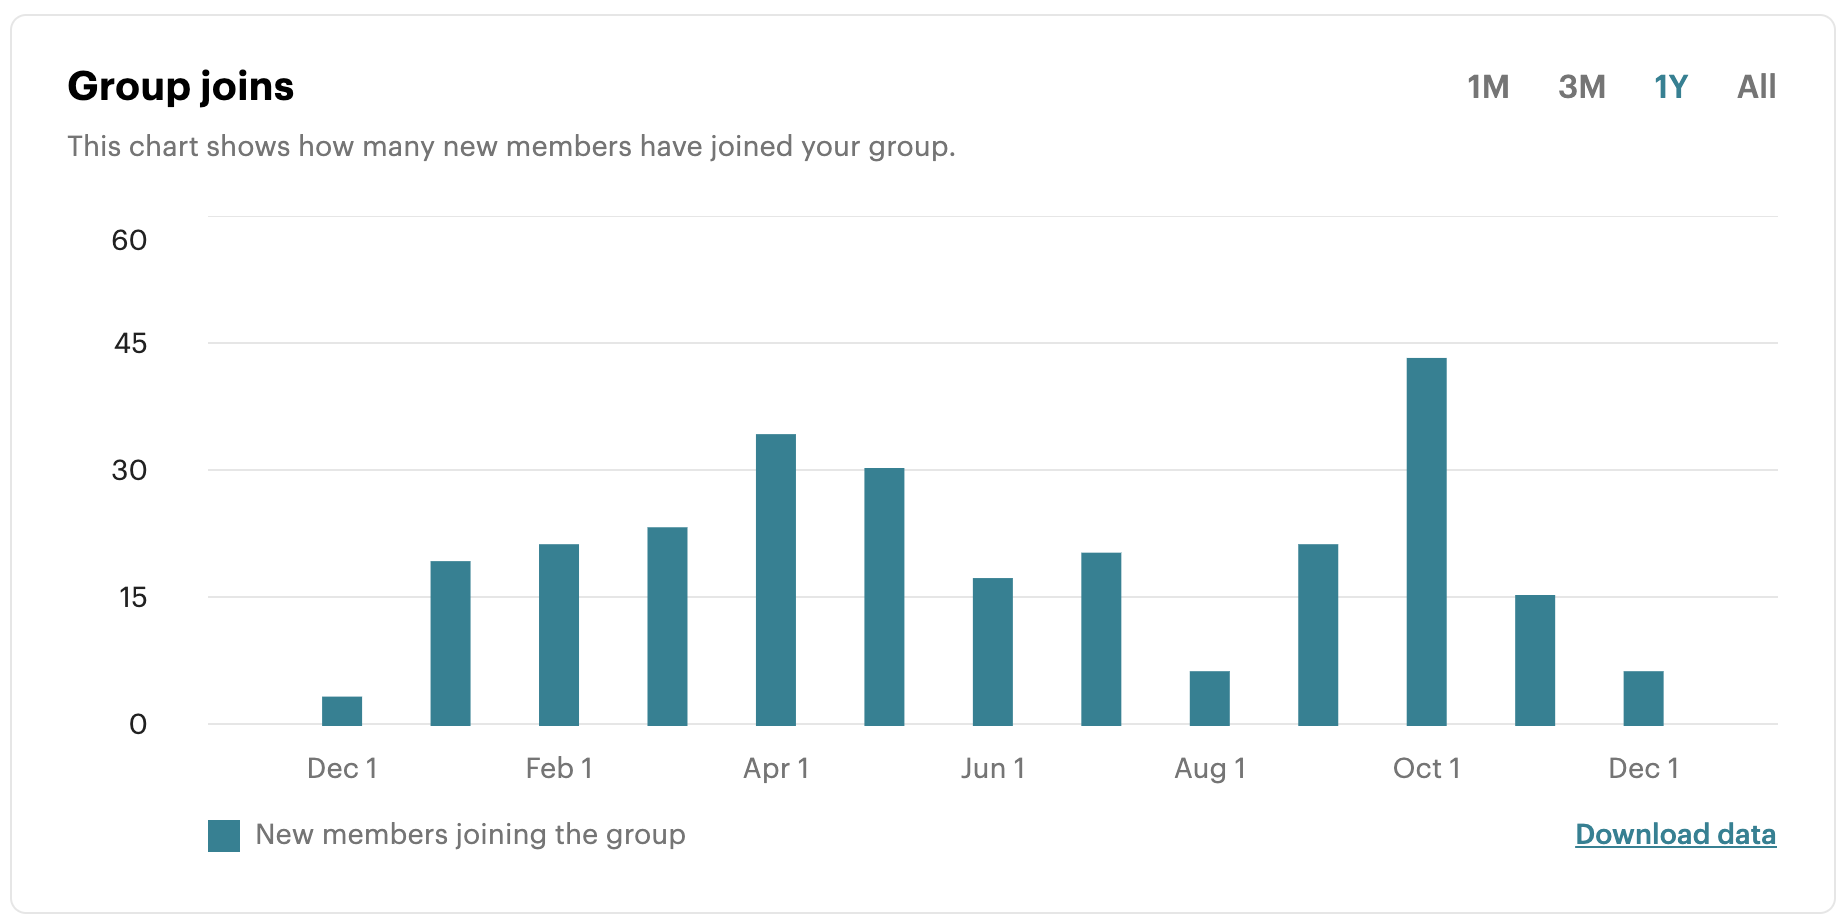 Group joins
1M 3M 1Y All
This chart shows how many new members have joined your group.
60
45
30
15
0
Dec 1 Feb 1 Apr 1 Jun 1 Aug 1 Oct 1 Dec 1
New members joining the group
Download data